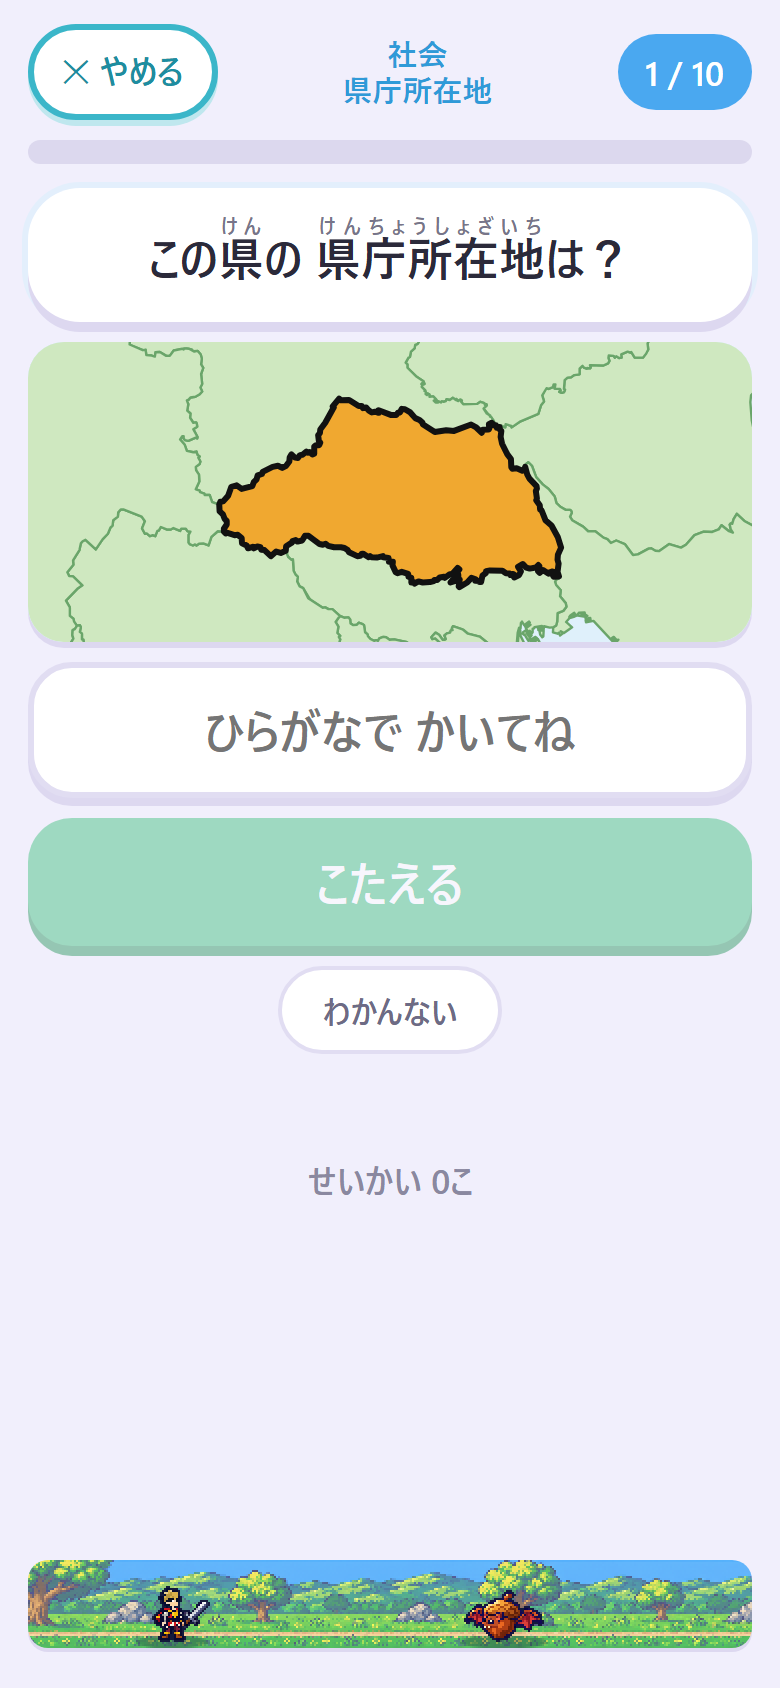 × やめる
社会
県庁所在地
1 / 10
けん けんちょうしょざいち
この県の 県庁所在地は？
ひらがなで かいてね
こたえる
わかんない
せいかい 0こ